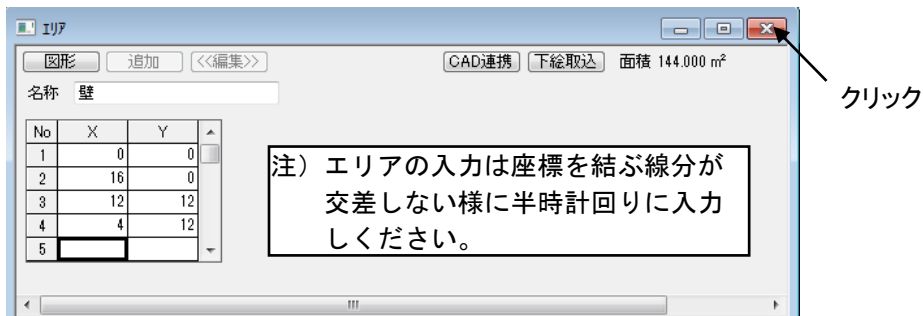 エリア
図形 追加 <<編集>> CAD連携 下絵取込 面積 144.000 m²
クリック
名称 壁
No X Y
1 0 0
2 16 0
3 12 12
4 4 12
5
注）エリアの入力は座標を結ぶ線分が
交差しない様に半時計回りに入力
しください。